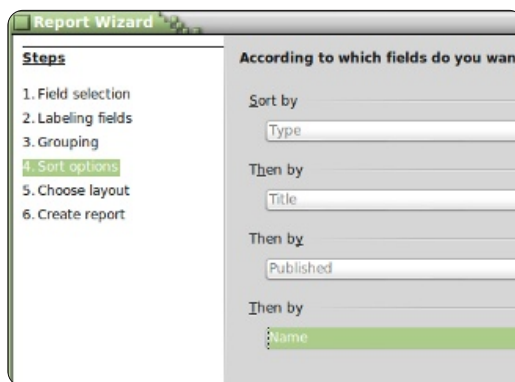 Report Wizard
Steps
1. Field selection
2. Labeling fields
3. Grouping
4. Sort options
5. Choose layout
6. Create report
According to which fields do you wan
Sort by
Type
Then by
Title
Then by
Published
Then by
Name